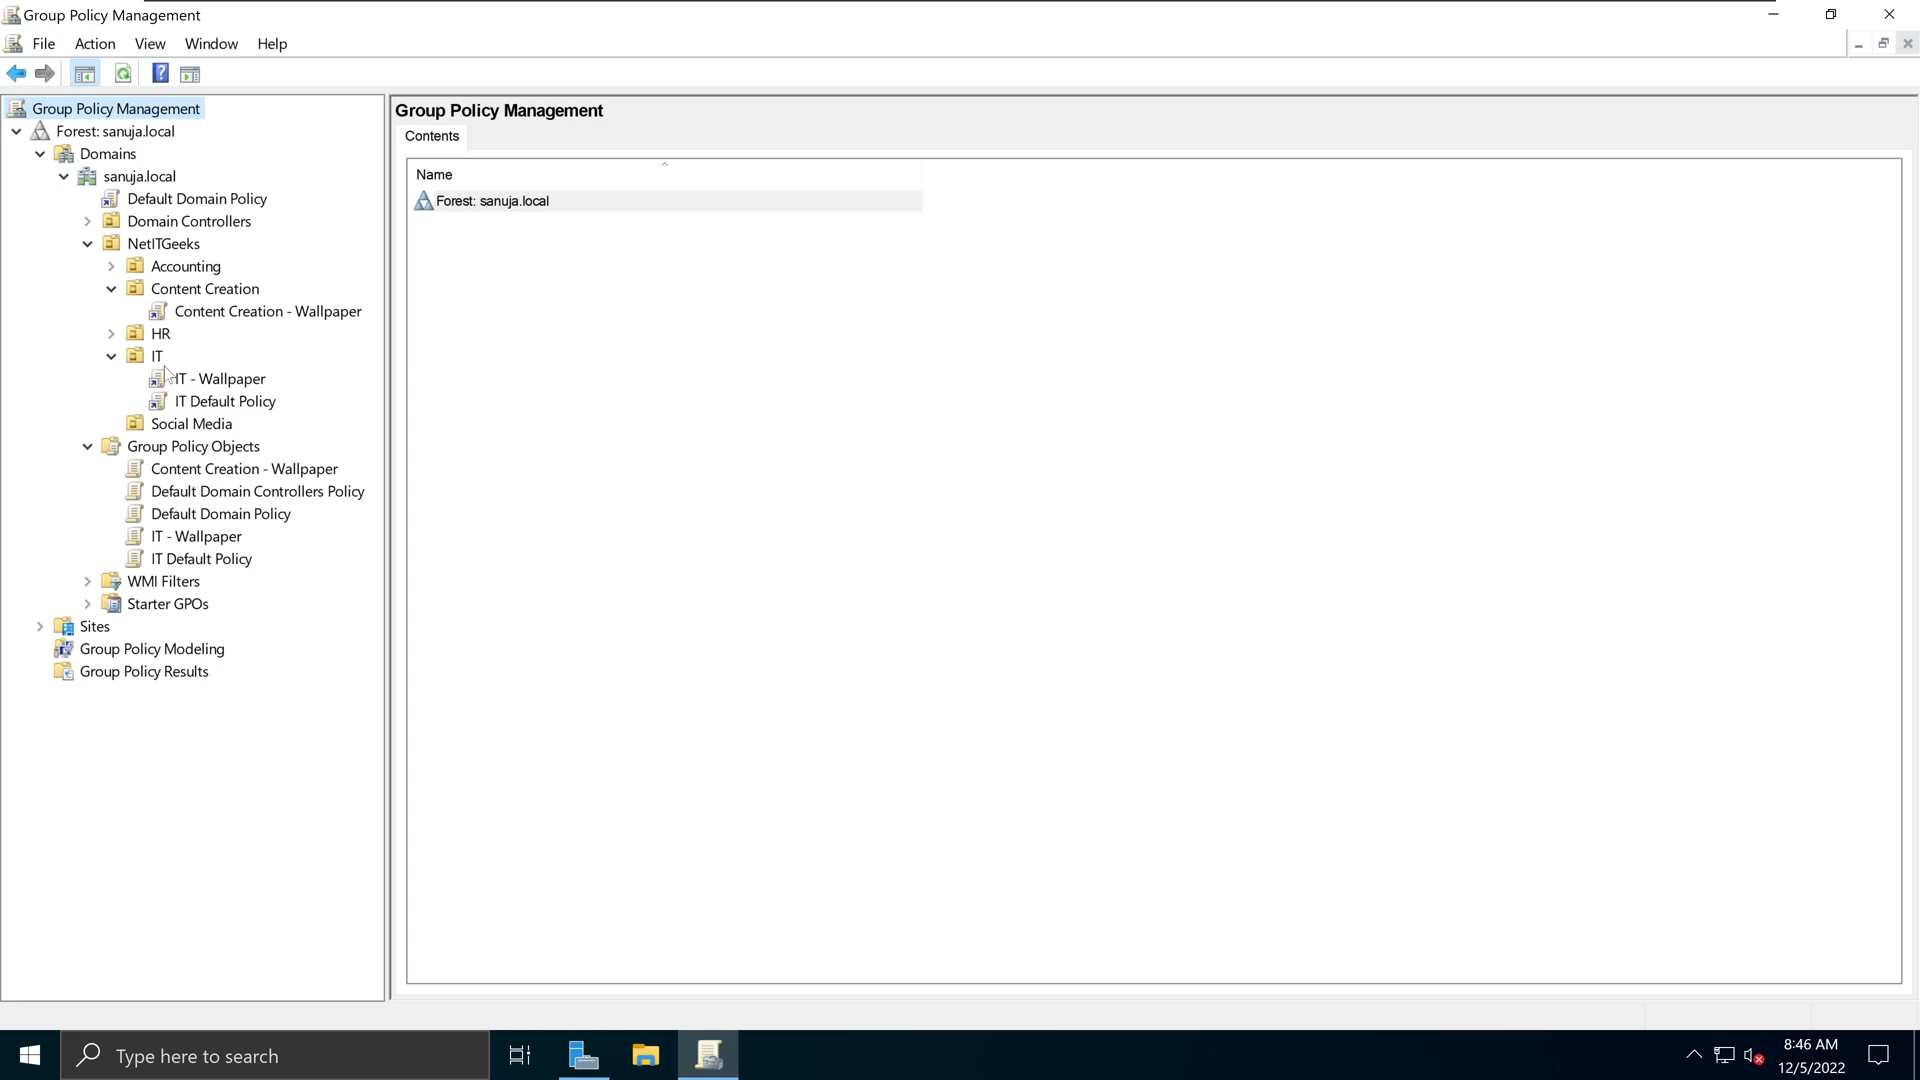 Group Policy Management
File Action View Window Help
Group Policy Management
Forest: sanuja.local
Domains
sanuja.local
Default Domain Policy
Domain Controllers
NetITGeeks
Accounting
Content Creation
Content Creation - Wallpaper
HR
IT
IT - Wallpaper
IT Default Policy
Social Media
Group Policy Objects
Content Creation - Wallpaper
Default Domain Controllers Policy
Default Domain Policy
IT - Wallpaper
IT Default Policy
WMI Filters
Starter GPOs
Sites
Group Policy Modeling
Group Policy Results
Group Policy Management
Contents
Name
Forest: sanuja.local
Type here to search
8:46 AM
12/5/2022